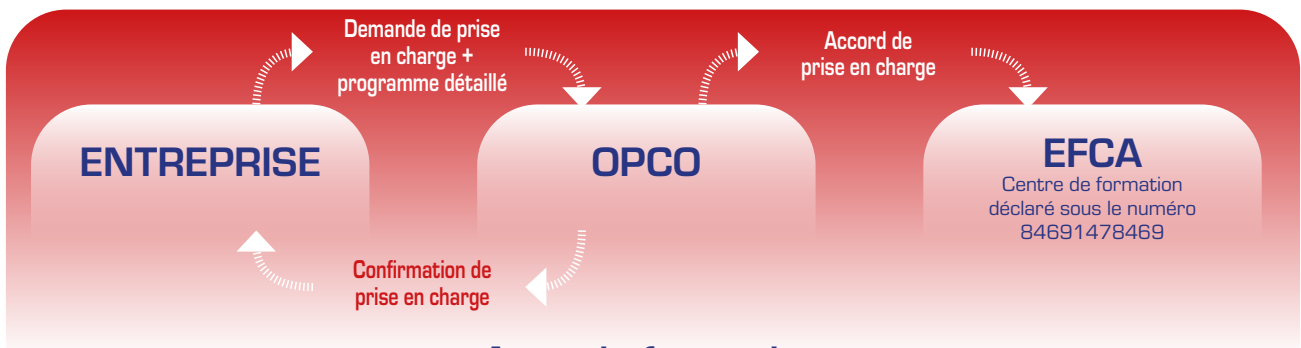 Demande de prise
en charge +
programme détaillé
Accord de
prise en charge
ENTREPRISE
OPCO
EFCA
Centre de formation
déclaré sous le numéro
84691478469
Confirmation de
prise en charge